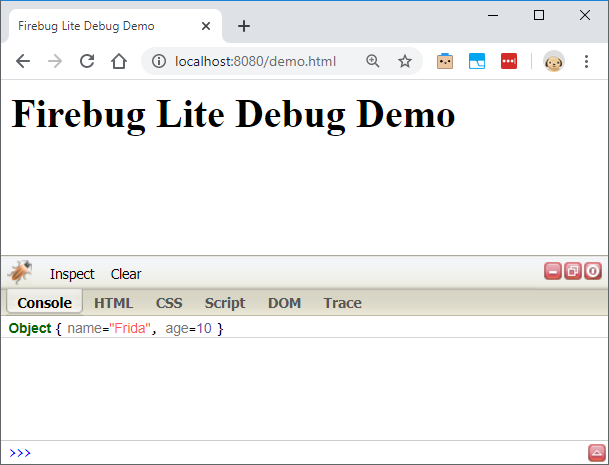 Firebug Lite Debug Demo
localhost:8080/demo.html
Firebug Lite Debug Demo
Inspect Clear
Console HTML CSS Script DOM Trace
Object { name="Frida", age=10 }
>>>